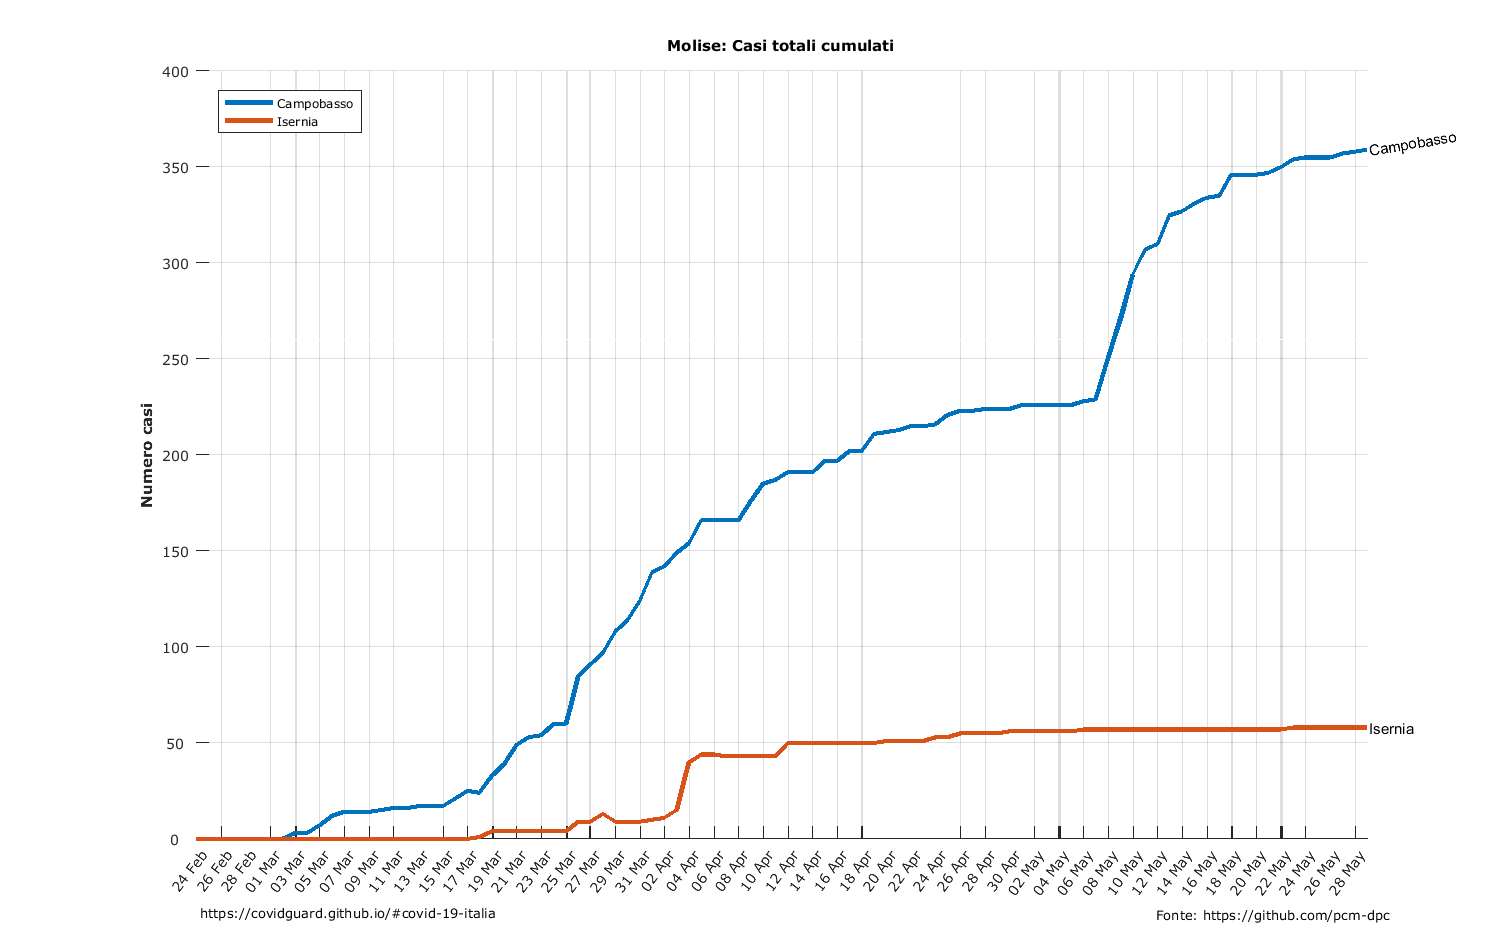 Molise: Casi totali cumulati
400
350
300
250
200
150
100
50
0
Numero casi
Campobasso
Isernia
Campobasso
Isernia
24 Feb
26 Feb
28 Feb
01 Mar
03 Mar
05 Mar
07 Mar
09 Mar
11 Mar
13 Mar
15 Mar
17 Mar
19 Mar
21 Mar
23 Mar
25 Mar
27 Mar
29 Mar
31 Mar
02 Apr
04 Apr
06 Apr
08 Apr
10 Apr
12 Apr
14 Apr
16 Apr
18 Apr
20 Apr
22 Apr
24 Apr
26 Apr
28 Apr
30 Apr
02 May
04 May
06 May
08 May
10 May
12 May
14 May
16 May
18 May
20 May
22 May
24 May
26 May
28 May
https://covidguard.github.io/#covid-19-italia
Fonte: https://github.com/pcm-dpc